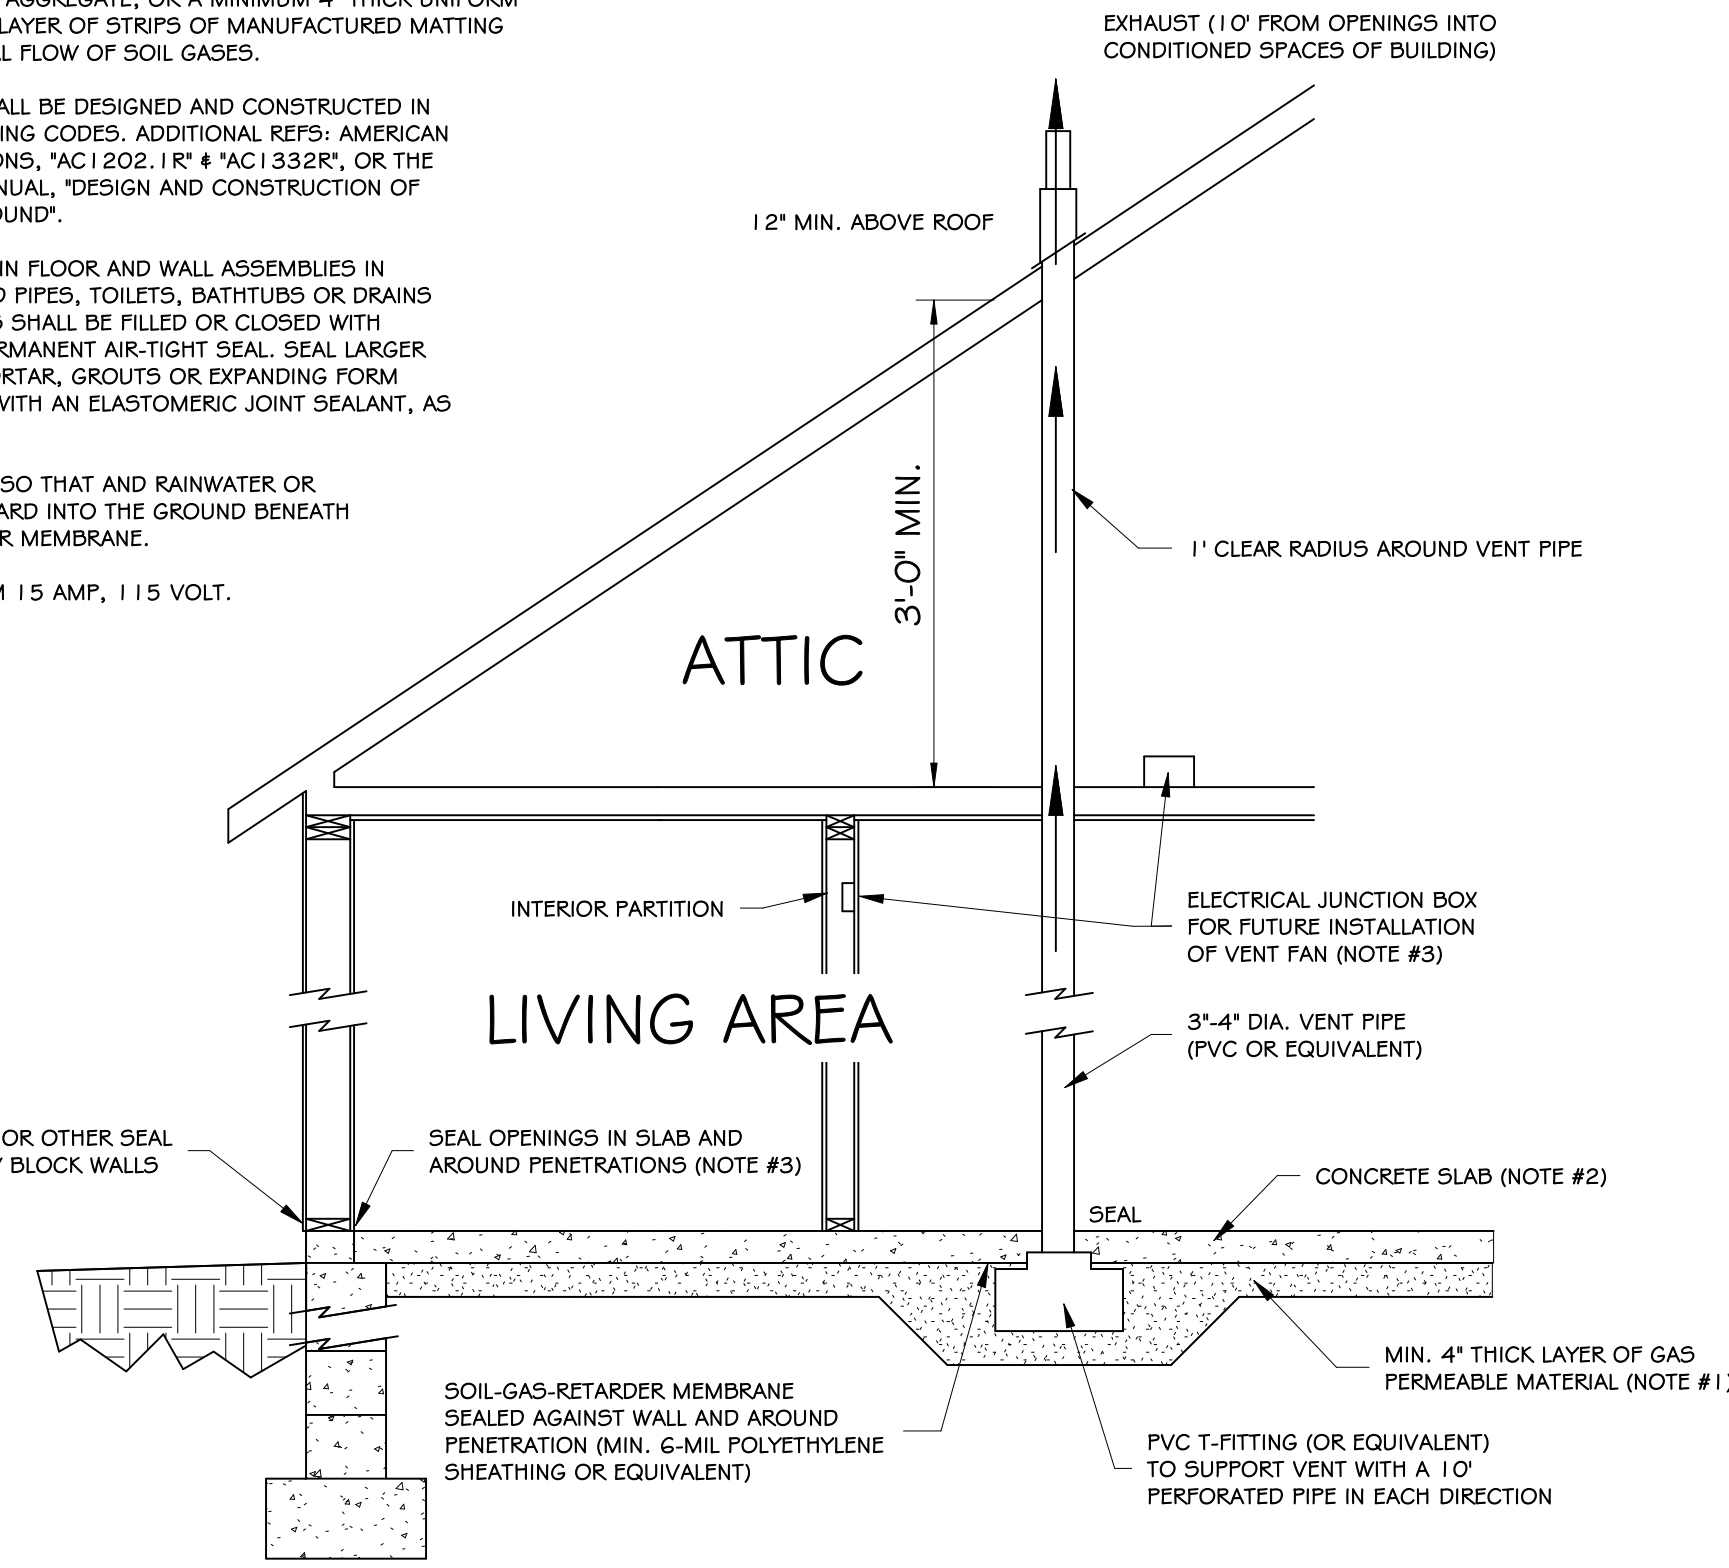 AGGREGATE, OR A MINIMUM 4" THICK UNIFORM
LAYER OF STRIPS OF MANUFACTURED MATTING
FLOW OF SOIL GASES.
BE DESIGNED AND CONSTRUCTED IN
CODES. ADDITIONAL REFS: AMERICAN
"AC1202.1R" & "AC1332R", OR THE
"DESIGN AND CONSTRUCTION OF
IN FLOOR AND WALL ASSEMBLIES IN
PIPES, TOILETS, BATHTUBS OR DRAINS
SHALL BE FILLED OR CLOSED WITH
AIR-TIGHT SEAL. SEAL LARGER
GROUTS OR EXPANDING FORM
WITH AN ELASTOMERIC JOINT SEALANT, AS
SO THAT AND RAINWATER OR
INTO THE GROUND BENEATH
MEMBRANE.
15 AMP, 115 VOLT.
EXHAUST (10' FROM OPENINGS INTO
CONDITIONED SPACES OF BUILDING)
12" MIN. ABOVE ROOF
3'-0" MIN.
1' CLEAR RADIUS AROUND VENT PIPE
ATTIC
INTERIOR PARTITION
ELECTRICAL JUNCTION BOX
FOR FUTURE INSTALLATION
OF VENT FAN (NOTE #3)
LIVING AREA
3"-4" DIA. VENT PIPE
(PVC OR EQUIVALENT)
OR OTHER SEAL
BLOCK WALLS
SEAL OPENINGS IN SLAB AND
AROUND PENETRATIONS (NOTE #3)
CONCRETE SLAB (NOTE #2)
SEAL
MIN. 4" THICK LAYER OF GAS
PERMEABLE MATERIAL (NOTE #1)
SOIL-GAS-RETARDER MEMBRANE
SEALED AGAINST WALL AND AROUND
PENETRATION (MIN. 6-MIL POLYETHYLENE
SHEATHING OR EQUIVALENT)
PVC T-FITTING (OR EQUIVALENT)
TO SUPPORT VENT WITH A 10'
PERFORATED PIPE IN EACH DIRECTION